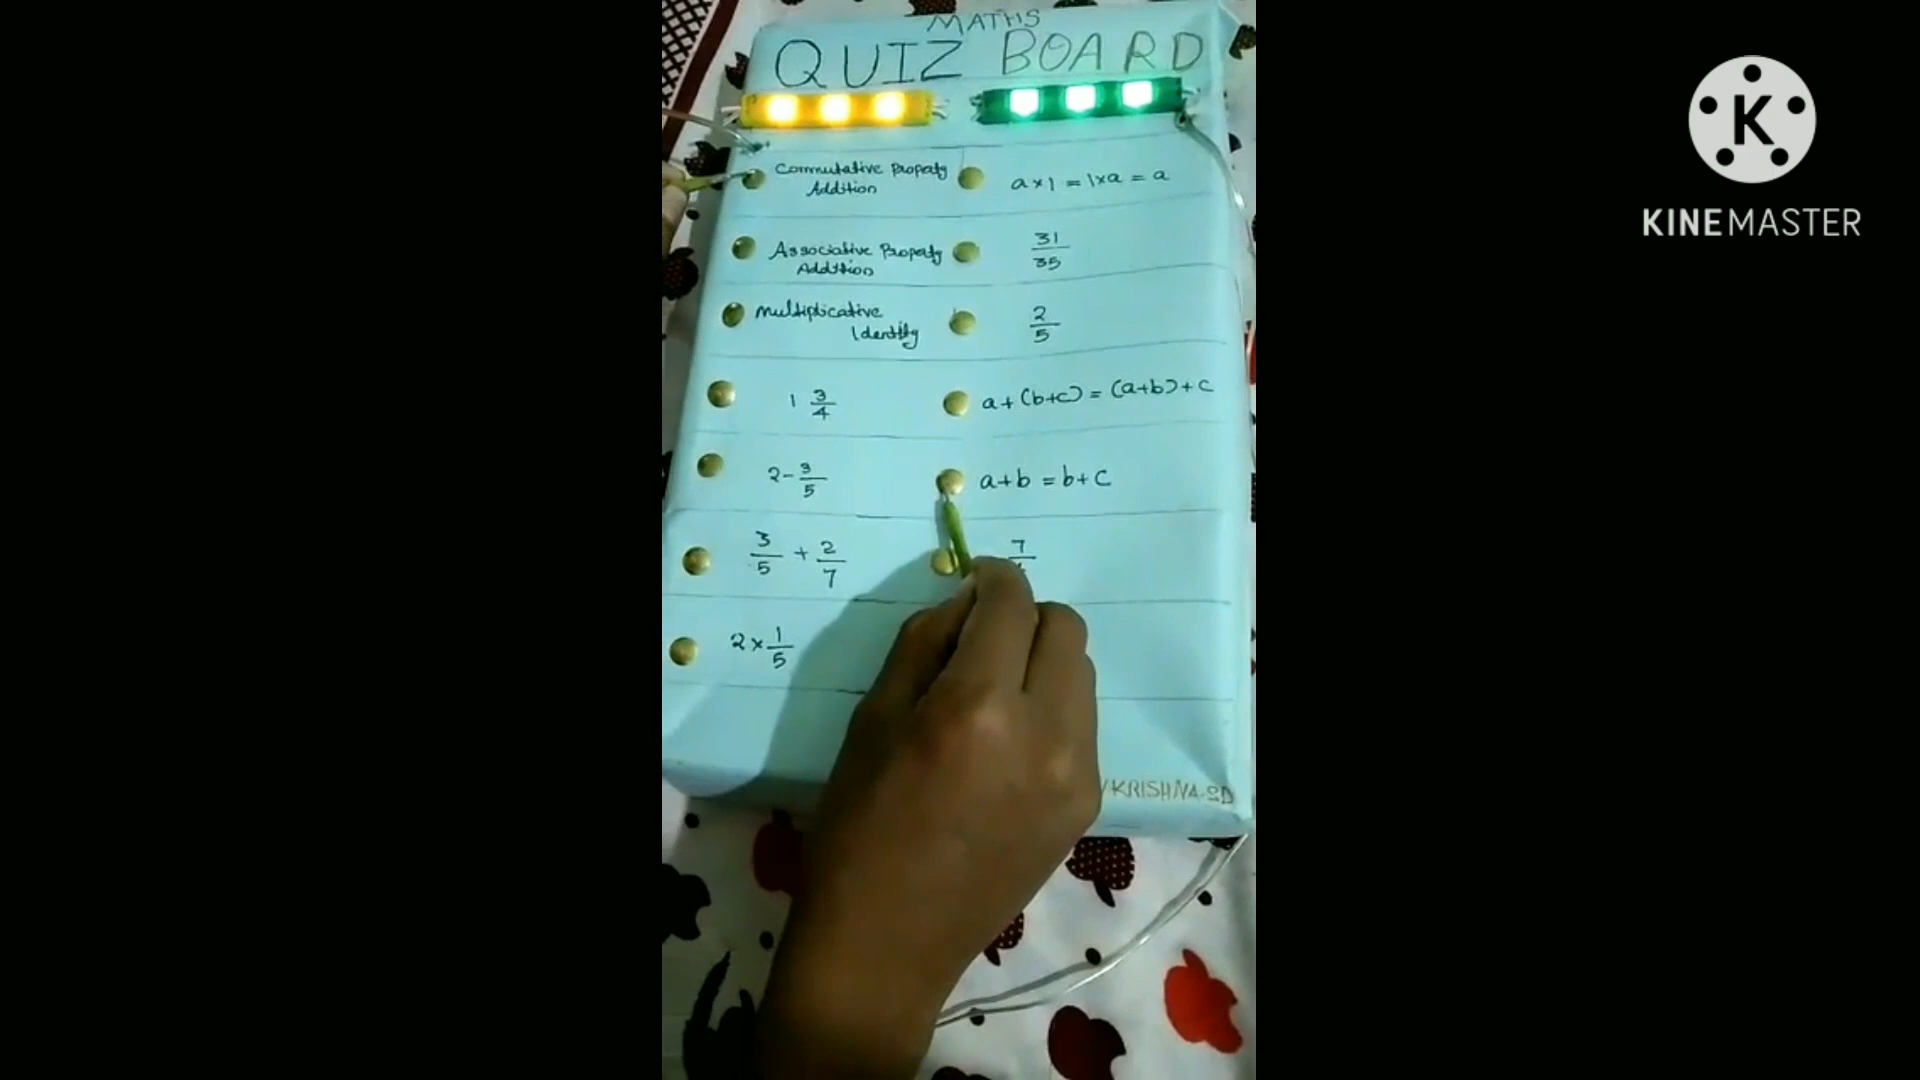 MATHS
QUIZ BOARD
Commutative Property
Addition
a×1 = 1×a = a
Associative Property
Addition
31
35
Multiplicative
Identity
2
5
1 3
4
a+(b+c) = (a+b)+c
2- 3
5
a+b = b+c
3 + 2
5 7
7
2× 1
5
KRISHNA
K
KINEMASTER